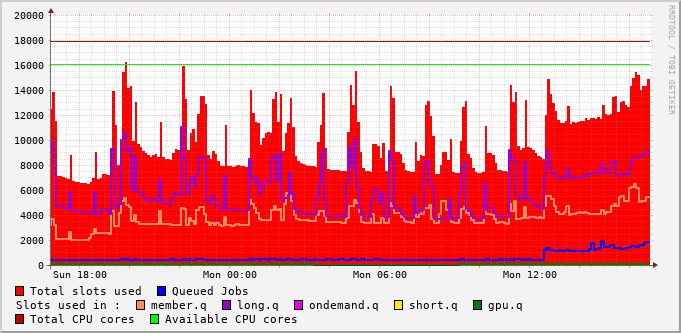 RRDTOOL / TOBI OETIKER
20000
18000
16000
14000
12000
10000
8000
6000
4000
2000
0
Sun 18:00 Mon 00:00 Mon 06:00 Mon 12:00
Total slots used Queued Jobs
Slots used in : member.q long.q ondemand.q short.q gpu.q
Total CPU cores Available CPU cores